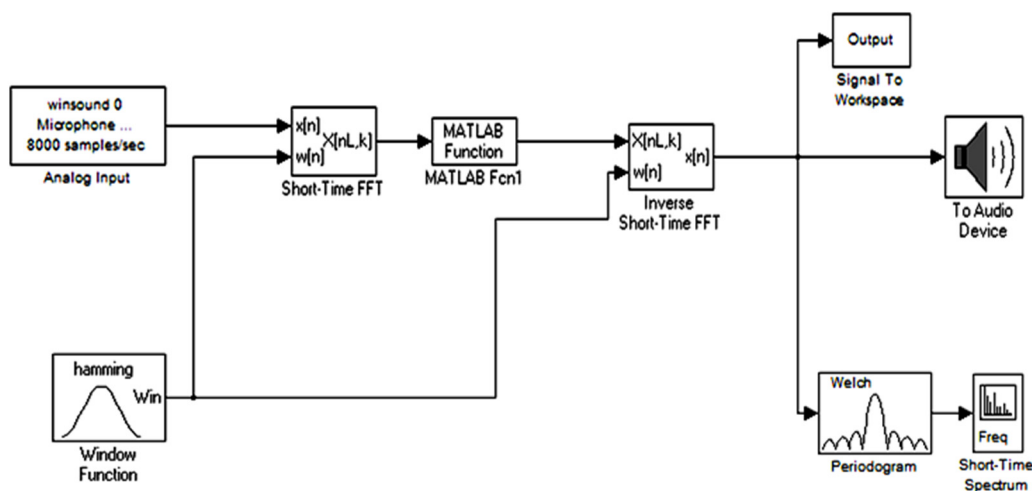 Output
Signal To
Workspace
winsound 0
Microphone ...
8000 samples/sec
Analog Input
x[n]
w[n]
X[nL,k]
Short-Time FFT
MATLAB
Function
MATLAB Fcn1
X[nL,k]
w[n]
x[n]
Inverse
Short-Time FFT
To Audio
Device
hamming
Win
Window
Function
Welch
Periodogram
Freq
Short-Time
Spectrum